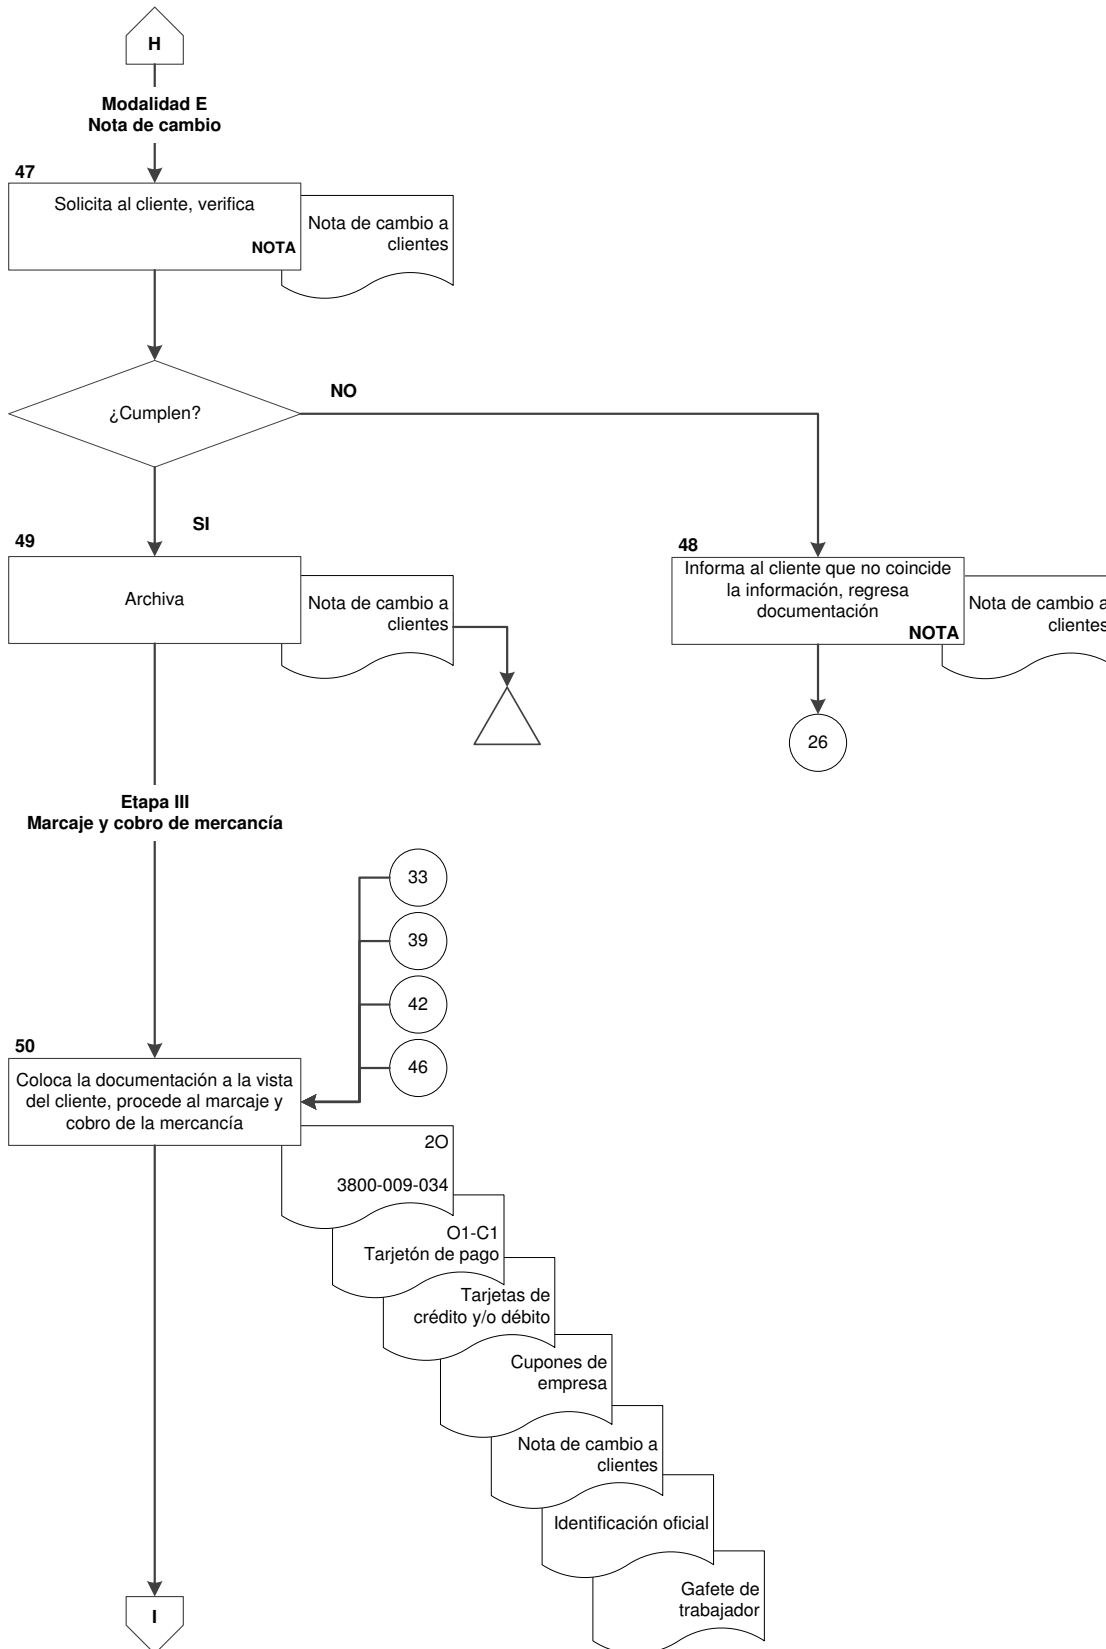 H
Modalidad E
Nota de cambio
47
Solicita al cliente, verifica
NOTA
Nota de cambio a
clientes
¿Cumplen?
NO
SI
49
Archiva
Nota de cambio a
clientes
48
Informa al cliente que no coincide
la información, regresa
documentación
NOTA
Nota de cambio a
clientes
26
Etapa III
Marcaje y cobro de mercancía
33
39
42
46
50
Coloca la documentación a la vista
del cliente, procede al marcaje y
cobro de la mercancía
2O
3800-009-034
O1-C1
Tarjetón de pago
Tarjetas de
crédito y/o débito
Cupones de
empresa
Nota de cambio a
clientes
Identificación oficial
Gafete de
trabajador
I